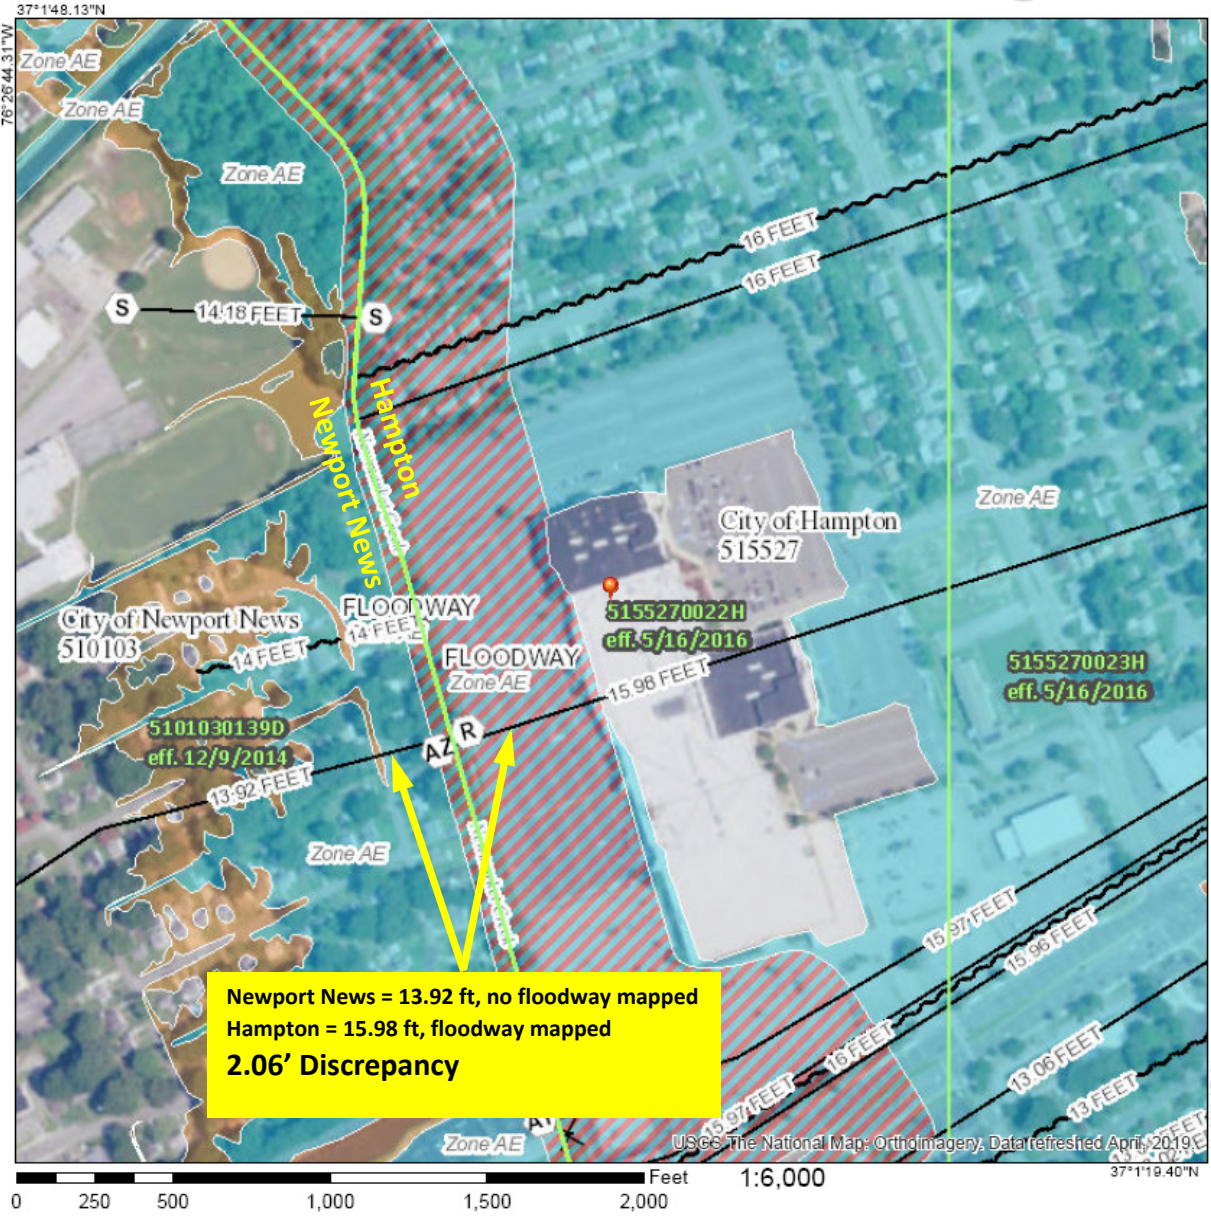 37°1'48.13"N
76°26'44.31"W
Zone AE
Zone AE
Zone AE
16 FEET
16 FEET
S
14.18 FEET
S
Hampton
Newport News
Zone AE
City of Hampton
515527
5155270022H
eff. 5/16/2016
City of Newport News
510103
FLOODWAY
14 FEET
14 FEET
FLOODWAY
Zone AE
15.98 FEET
5155270023H
eff. 5/16/2016
5101030139D
eff. 12/9/2014
AZ
R
13.92 FEET
Zone AE
15.97 FEET
15.96 FEET
Newport News = 13.92 ft, no floodway mapped
Hampton = 15.98 ft, floodway mapped
2.06’ Discrepancy
16 FEET
13.06 FEET
15.97 FEET
13 FEET
Zone AE
USGS The National Map: Orthoimagery. Data refreshed April, 2019.
37°1'19.40"N
Feet
1:6,000
0 250 500 1,000 1,500 2,000